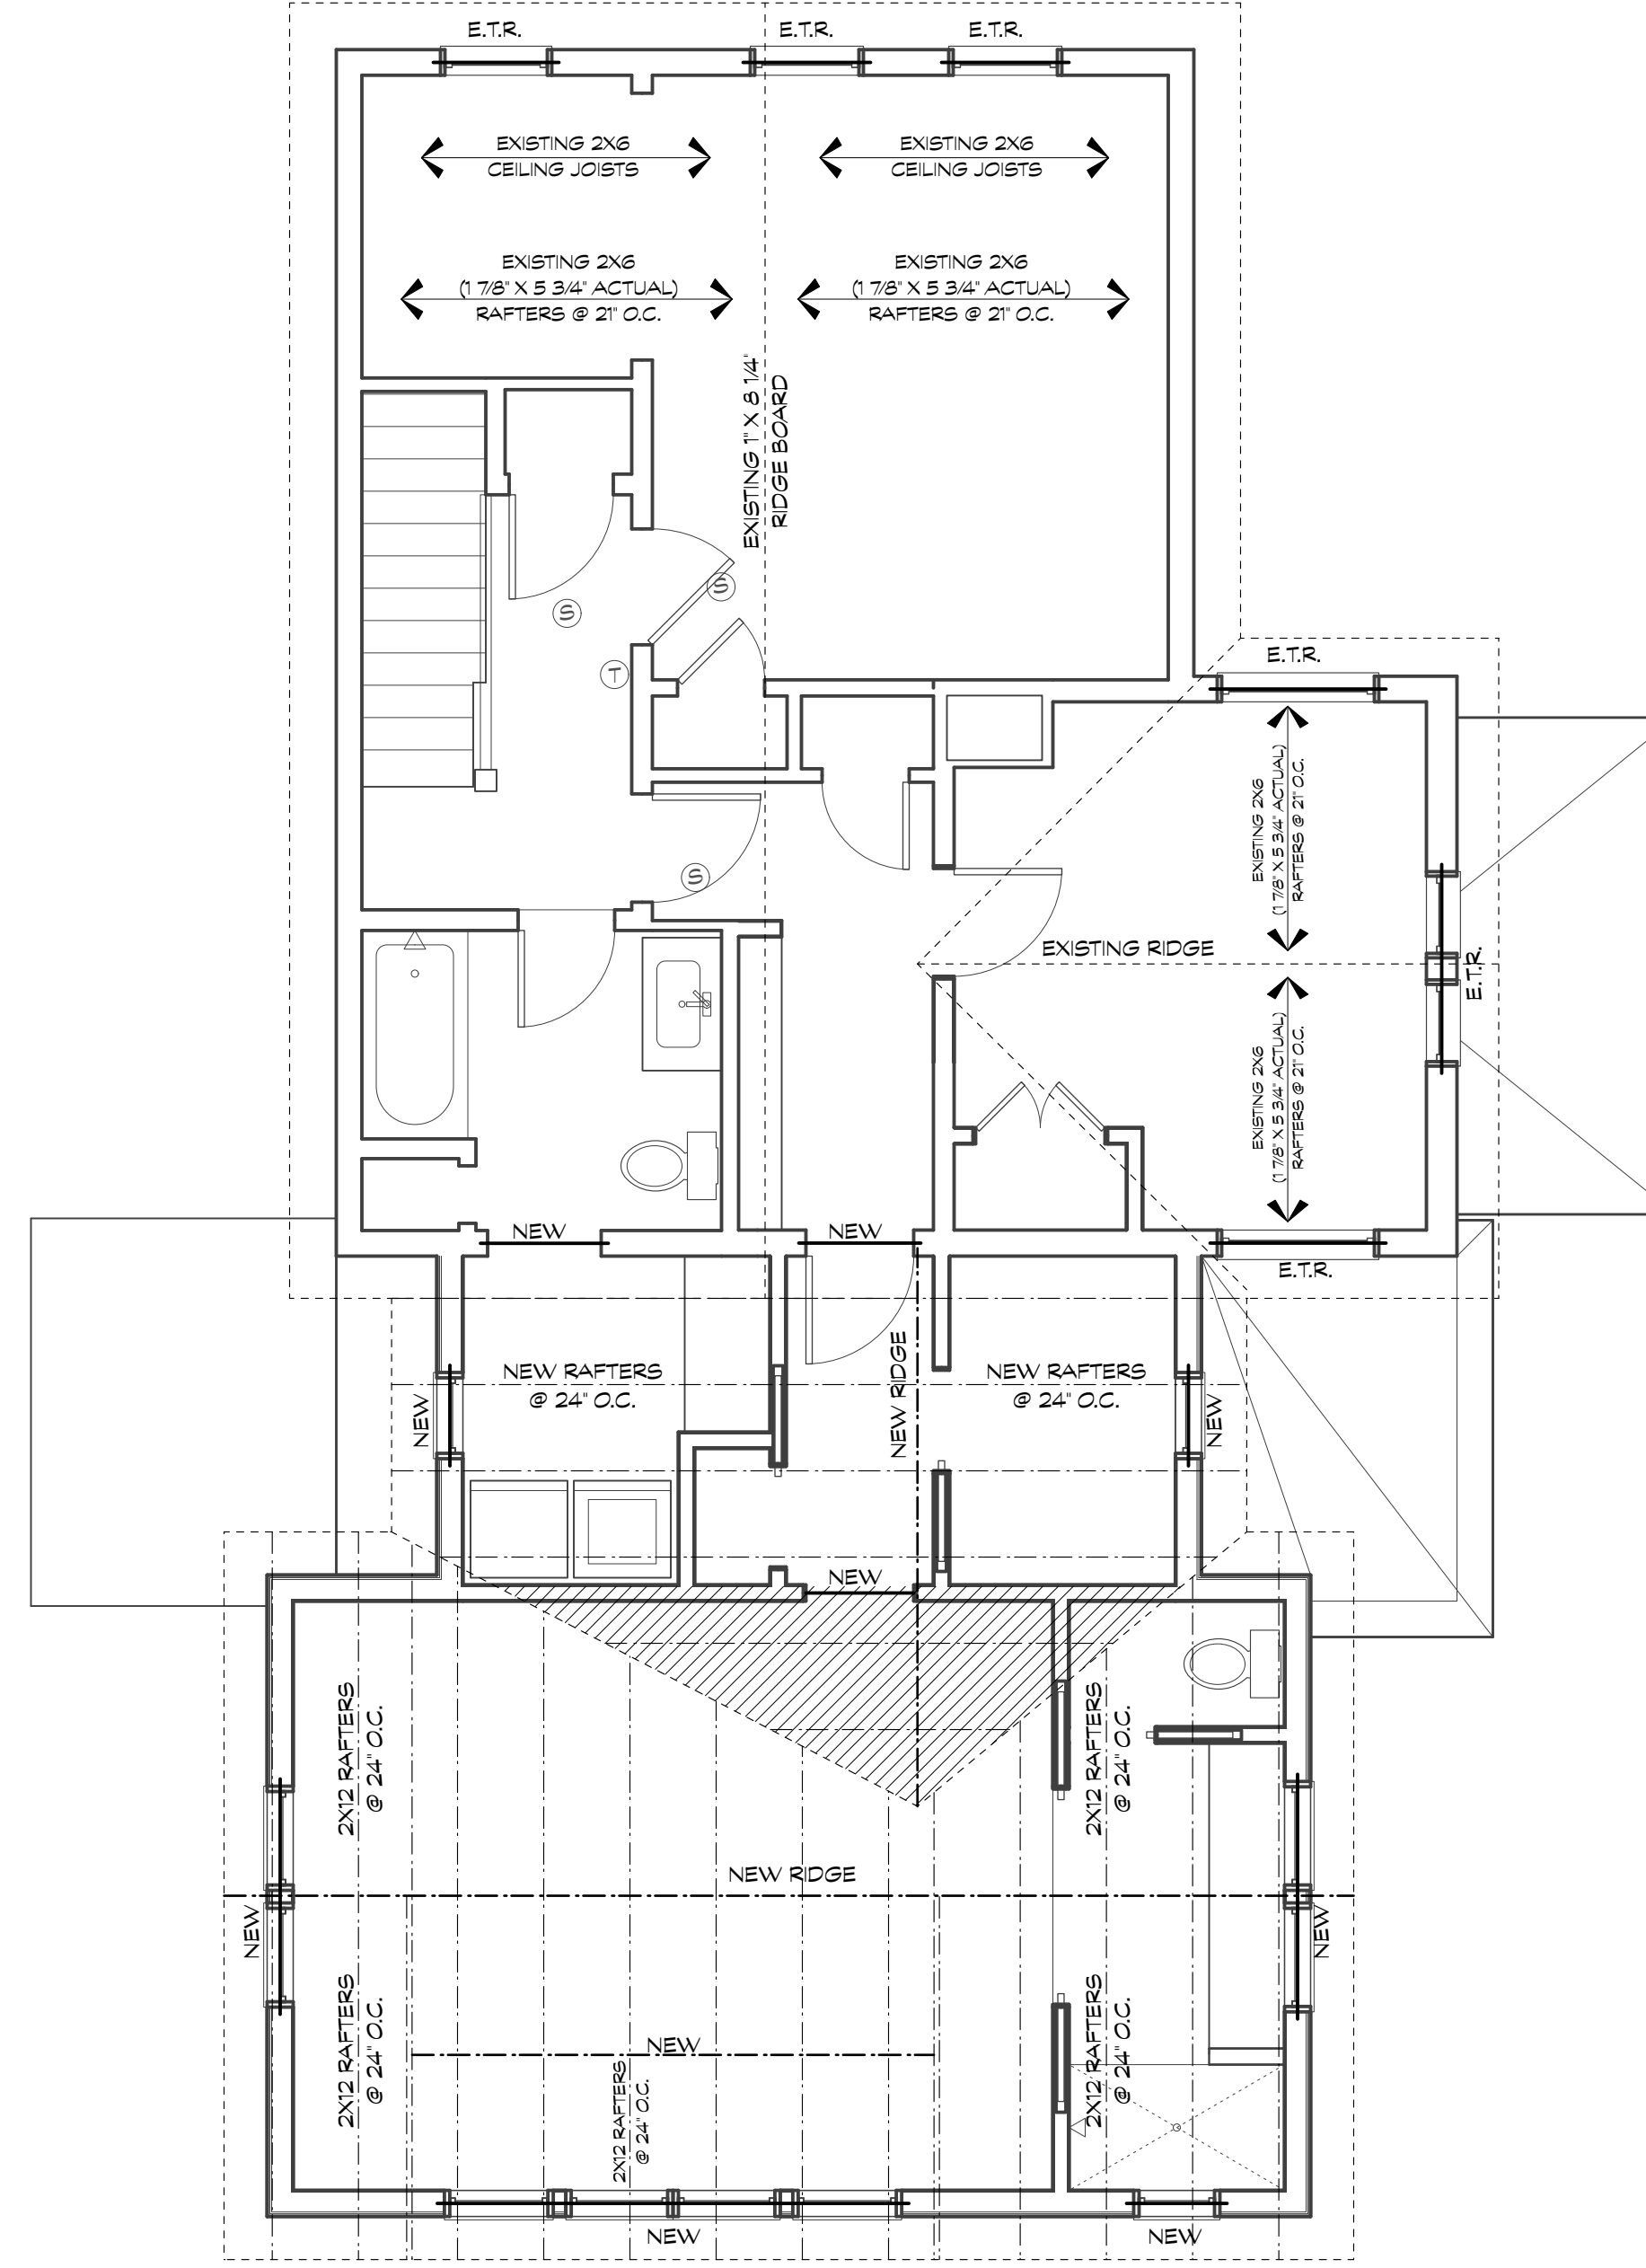 E.T.R.
E.T.R.
E.T.R.
EXISTING 2X6
CEILING JOISTS
EXISTING 2X6
CEILING JOISTS
EXISTING 2X6
(1 7/8" X 5 3/4" ACTUAL)
RAFTERS @ 21" O.C.
EXISTING 2X6
(1 7/8" X 5 3/4" ACTUAL)
RAFTERS @ 21" O.C.
EXISTING 1" X 8 1/4"
RIDGE BOARD
S
S
T
S
E.T.R.
EXISTING 2X6
(1 7/8" X 5 3/4" ACTUAL)
RAFTERS @ 21" O.C.
EXISTING RIDGE
E.T.R.
EXISTING 2X6
(1 7/8" X 5 3/4" ACTUAL)
RAFTERS @ 21" O.C.
E.T.R.
NEW
NEW
NEW RAFTERS
@ 24" O.C.
NEW RIDGE
NEW RAFTERS
@ 24" O.C.
NEW
NEW
NEW
2X12 RAFTERS
@ 24" O.C.
2X12 RAFTERS
@ 24" O.C.
NEW RIDGE
NEW
NEW
2X12 RAFTERS
@ 24" O.C.
NEW
2X12 RAFTERS
@ 24" O.C.
2X12 RAFTERS
@ 24" O.C.
NEW
NEW